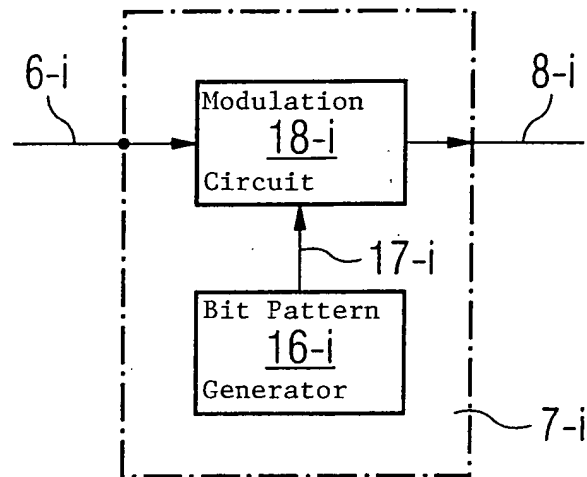 6-i
8-i
Modulation
18-i
Circuit
17-i
Bit Pattern
16-i
Generator
7-i